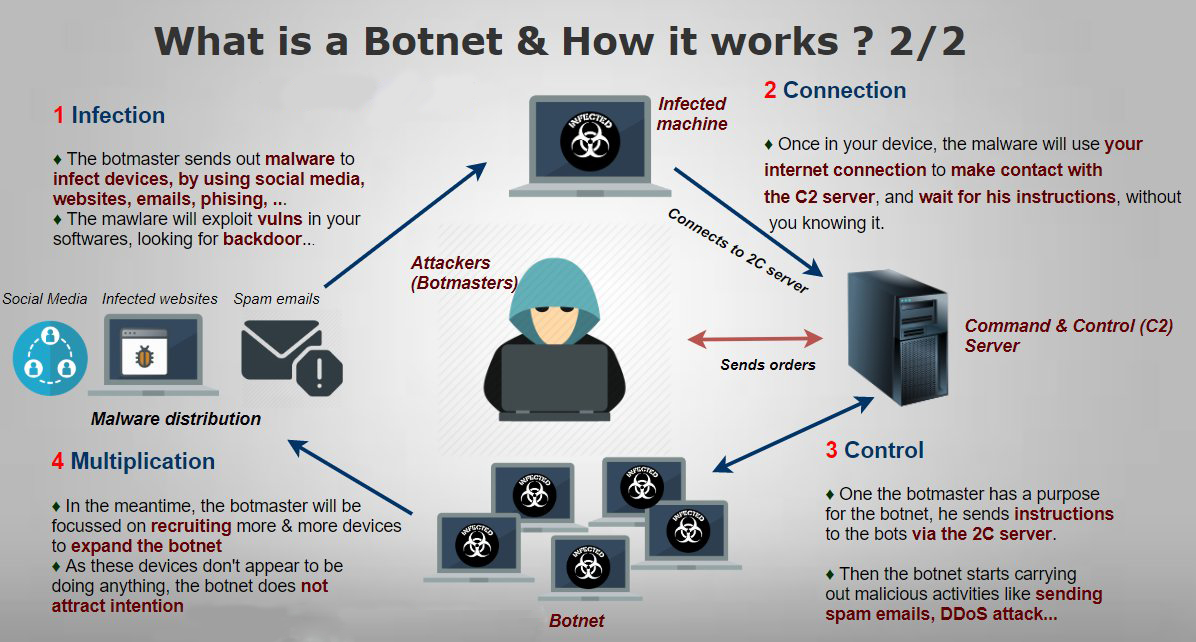 What is a Botnet & How it works ? 2/2
1 Infection
♦ The botmaster sends out malware to
infect devices, by using social media,
websites, emails, phising, ...
♦ The mawlare will exploit vulns in your
softwares, looking for backdoor...
INFECTED
Infected
machine
2 Connection
♦ Once in your device, the malware will use your
internet connection to make contact with
the C2 server, and wait for his instructions, without
you knowing it.
Connects to 2C server
Attackers
(Botmasters)
Social Media
Infected websites
Spam emails
Malware distribution
Sends orders
Command & Control (C2)
Server
4 Multiplication
♦ In the meantime, the botmaster will be
focussed on recruiting more & more devices
to expand the botnet
♦ As these devices don't appear to be
doing anything, the botnet does not
attract intention
INFECTED
INFECTED
INFECTED
INFECTED
INFECTED
Botnet
3 Control
♦ One the botmaster has a purpose
for the botnet, he sends instructions
to the bots via the 2C server.
♦ Then the botnet starts carrying
out malicious activities like sending
spam emails, DDoS attack...